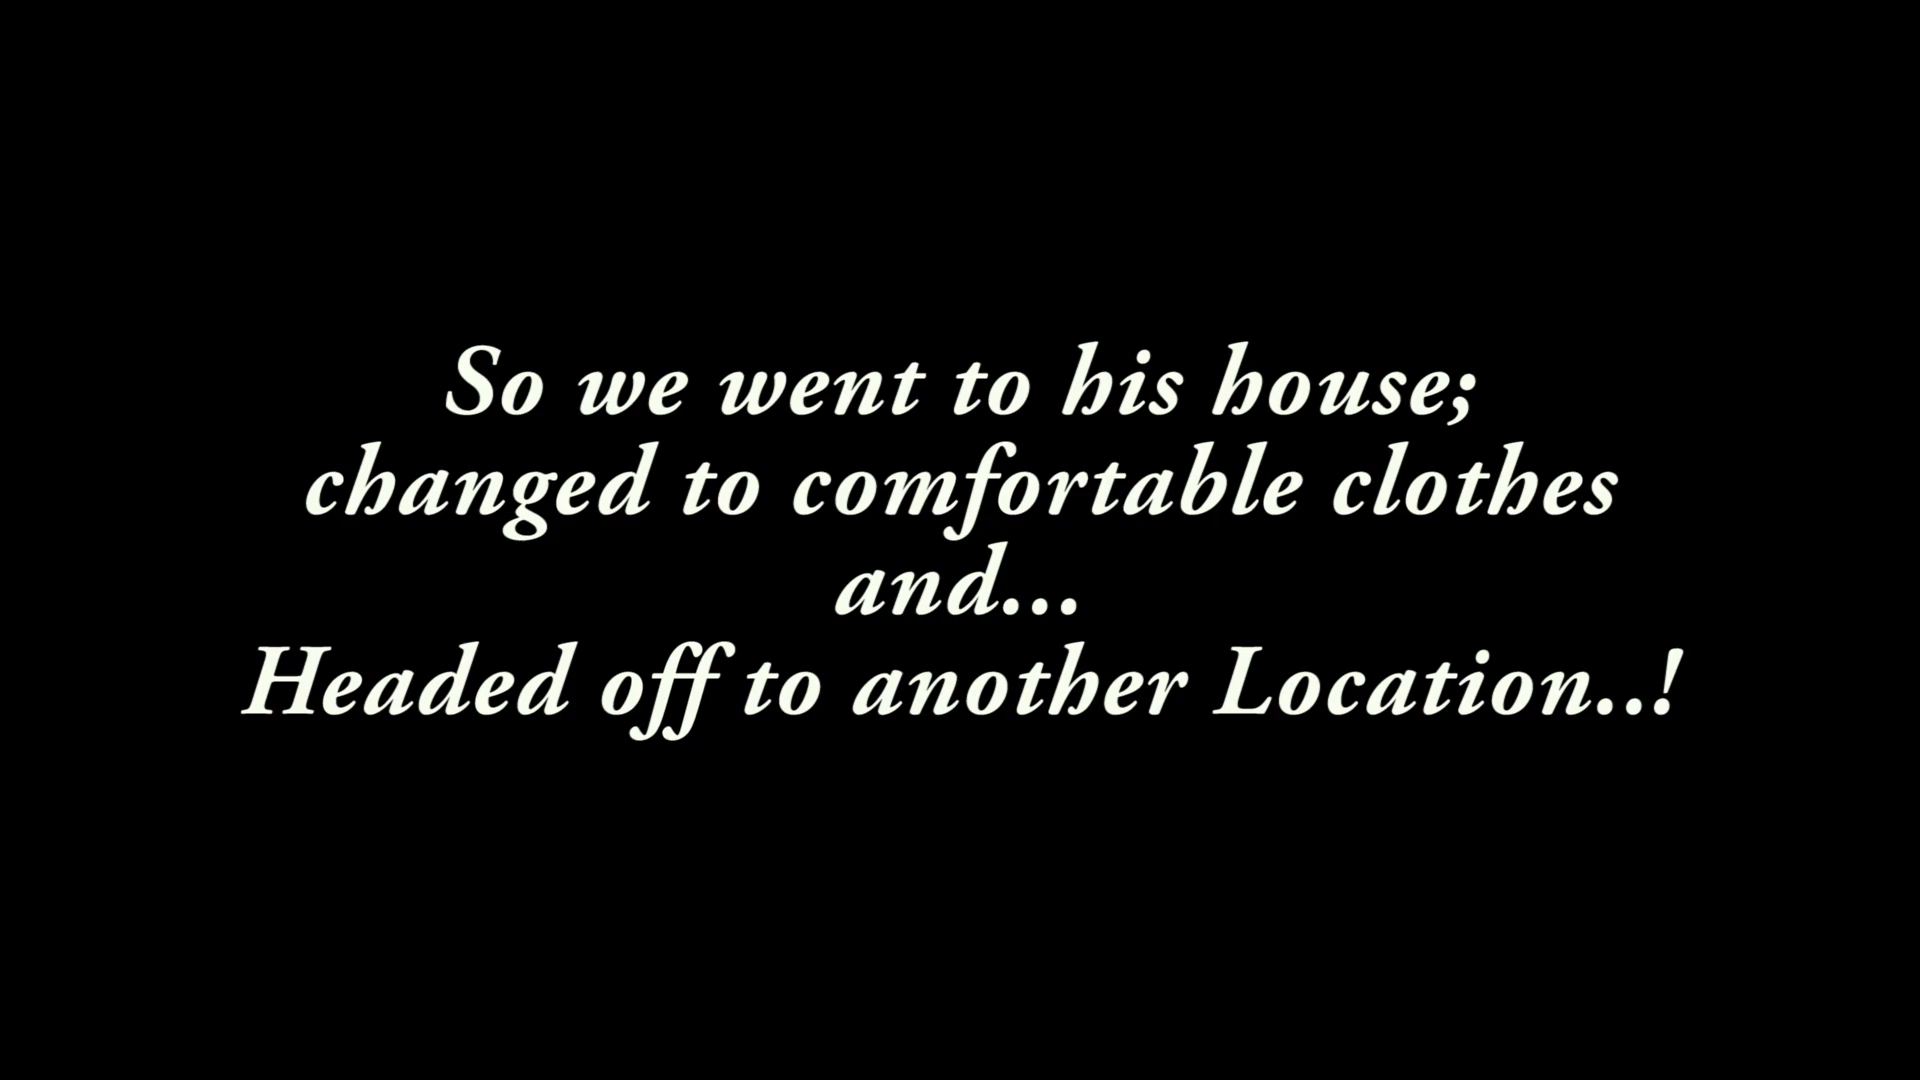 So we went to his house;
changed to comfortable clothes
and...
Headed off to another Location..!